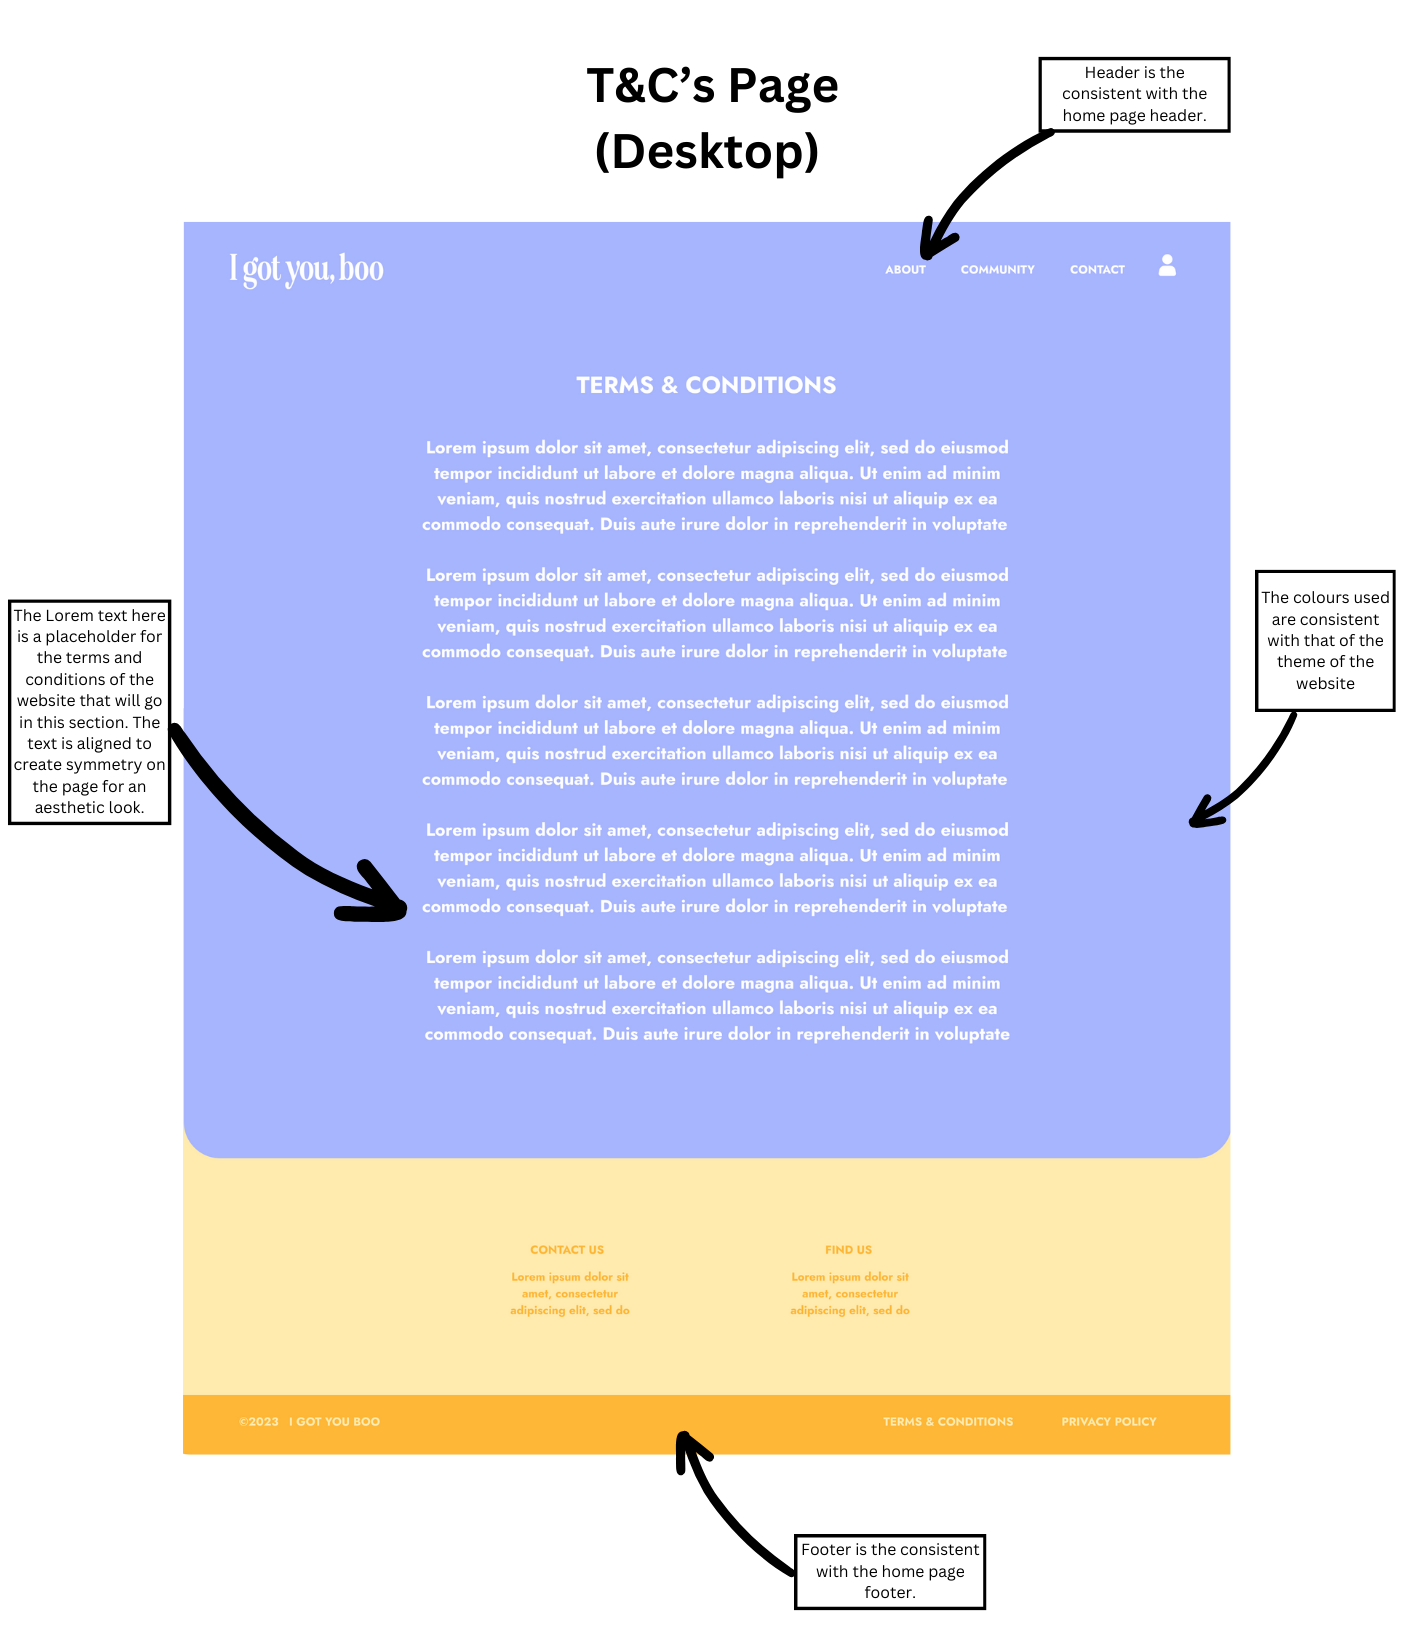 T&C’s Page
(Desktop)
Header is the
consistent with the
home page header.
I got you, boo
ABOUT
COMMUNITY
CONTACT
TERMS & CONDITIONS
Lorem ipsum dolor sit amet, consectetur adipiscing elit, sed do eiusmod
tempor incididunt ut labore et dolore magna aliqua. Ut enim ad minim
veniam, quis nostrud exercitation ullamco laboris nisi ut aliquip ex ea
commodo consequat. Duis aute irure dolor in reprehenderit in voluptate
Lorem ipsum dolor sit amet, consectetur adipiscing elit, sed do eiusmod
tempor incididunt ut labore et dolore magna aliqua. Ut enim ad minim
veniam, quis nostrud exercitation ullamco laboris nisi ut aliquip ex ea
commodo consequat. Duis aute irure dolor in reprehenderit in voluptate
Lorem ipsum dolor sit amet, consectetur adipiscing elit, sed do eiusmod
tempor incididunt ut labore et dolore magna aliqua. Ut enim ad minim
veniam, quis nostrud exercitation ullamco laboris nisi ut aliquip ex ea
commodo consequat. Duis aute irure dolor in reprehenderit in voluptate
Lorem ipsum dolor sit amet, consectetur adipiscing elit, sed do eiusmod
tempor incididunt ut labore et dolore magna aliqua. Ut enim ad minim
veniam, quis nostrud exercitation ullamco laboris nisi ut aliquip ex ea
commodo consequat. Duis aute irure dolor in reprehenderit in voluptate
Lorem ipsum dolor sit amet, consectetur adipiscing elit, sed do eiusmod
tempor incididunt ut labore et dolore magna aliqua. Ut enim ad minim
veniam, quis nostrud exercitation ullamco laboris nisi ut aliquip ex ea
commodo consequat. Duis aute irure dolor in reprehenderit in voluptate
The Lorem text here
is a placeholder for
the terms and
conditions of the
website that will go
in this section. The
text is aligned to
create symmetry on
the page for an
aesthetic look.
The colours used
are consistent
with that of the
theme of the
website
CONTACT US
Lorem ipsum dolor sit
amet, consectetur
adipiscing elit, sed do
FIND US
Lorem ipsum dolor sit
amet, consectetur
adipiscing elit, sed do
©2023 I GOT YOU BOO
TERMS & CONDITIONS
PRIVACY POLICY
Footer is the consistent
with the home page
footer.